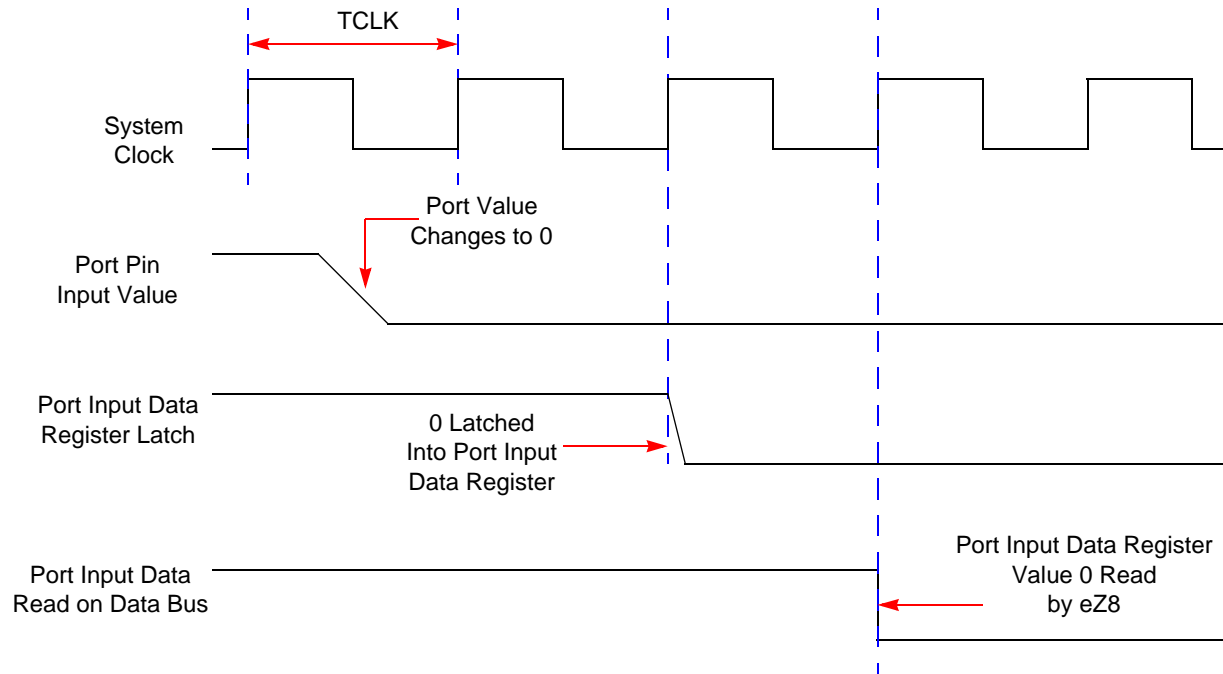 TCLK
System
Clock
Port Value
Changes to 0
Port Pin
Input Value
Port Input Data
Register Latch
0 Latched
Into Port Input
Data Register
Port Input Data
Read on Data Bus
Port Input Data Register
Value 0 Read
by eZ8